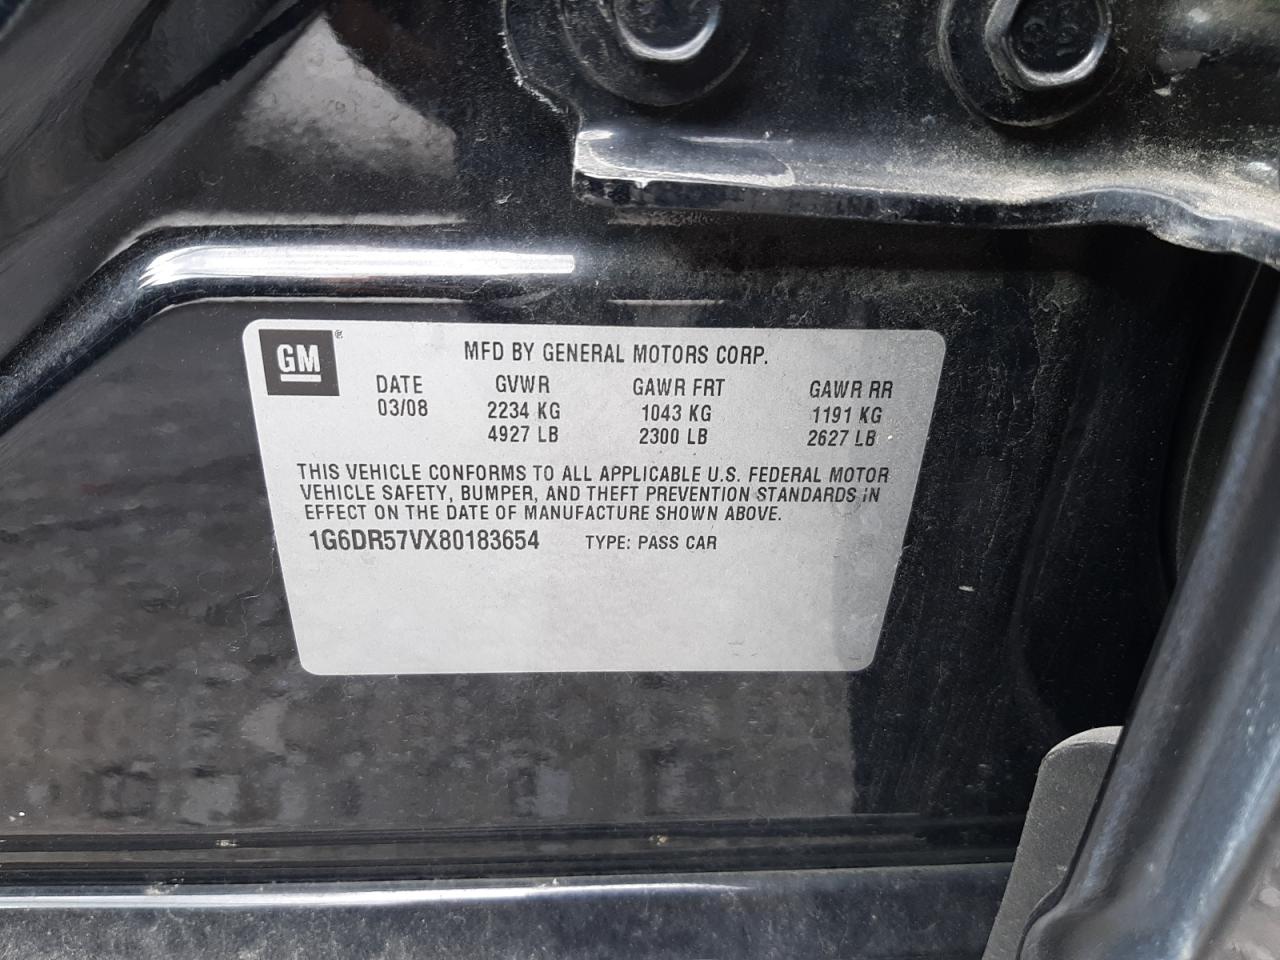 GM ®
MFD BY GENERAL MOTORS CORP.
DATE GVWR GAWR FRT GAWR RR
03/08 2234 KG 1043 KG 1191 KG
4927 LB 2300 LB 2627 LB
THIS VEHICLE CONFORMS TO ALL APPLICABLE U.S. FEDERAL MOTOR
VEHICLE SAFETY, BUMPER, AND THEFT PREVENTION STANDARDS IN
EFFECT ON THE DATE OF MANUFACTURE SHOWN ABOVE.
1G6DR57VX80183654 TYPE: PASS CAR